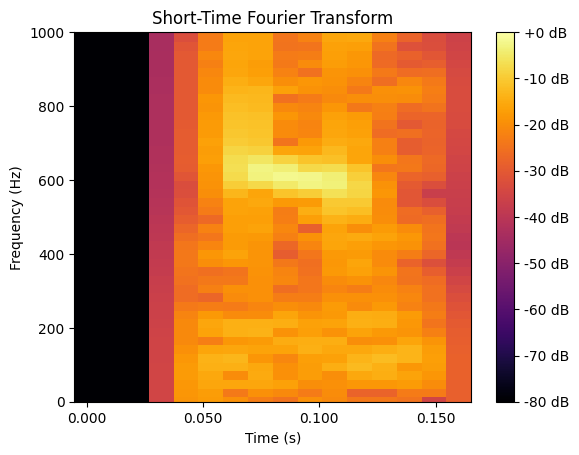 Short-Time Fourier Transform
1000
800
600
400
200
0
Frequency (Hz)
0.000
0.050
0.100
0.150
Time (s)
+0 dB
-10 dB
-20 dB
-30 dB
-40 dB
-50 dB
-60 dB
-70 dB
-80 dB